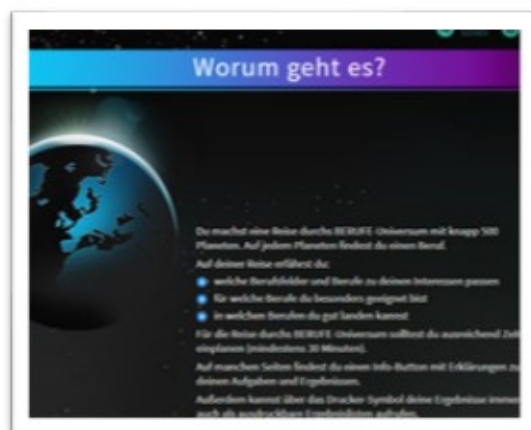 Worum geht es?
Du machst eine Reise durchs BERUFE-Universum mit knapp 500
Planeten. Auf jedem Planeten findest du einen Beruf.
Auf deiner Reise erfährst du:
welche Berufsfelder und Berufe zu deinen Interessen passen
für welche Berufe du besonders geeignet bist
in welchen Berufen du gut landen kannst
Für die Reise durchs BERUFE-Universum solltest du ausreichend Zeit
einplanen (mindestens 30 Minuten).
Auf manchen Seiten findest du einen Info-Button mit Erklärungen zu
deinen Aufgaben und Ergebnissen.
Außerdem kannst über das Drucker-Symbol deine Ergebnisse immer
auch als ausdruckbare Ergebnislisten aufrufen.